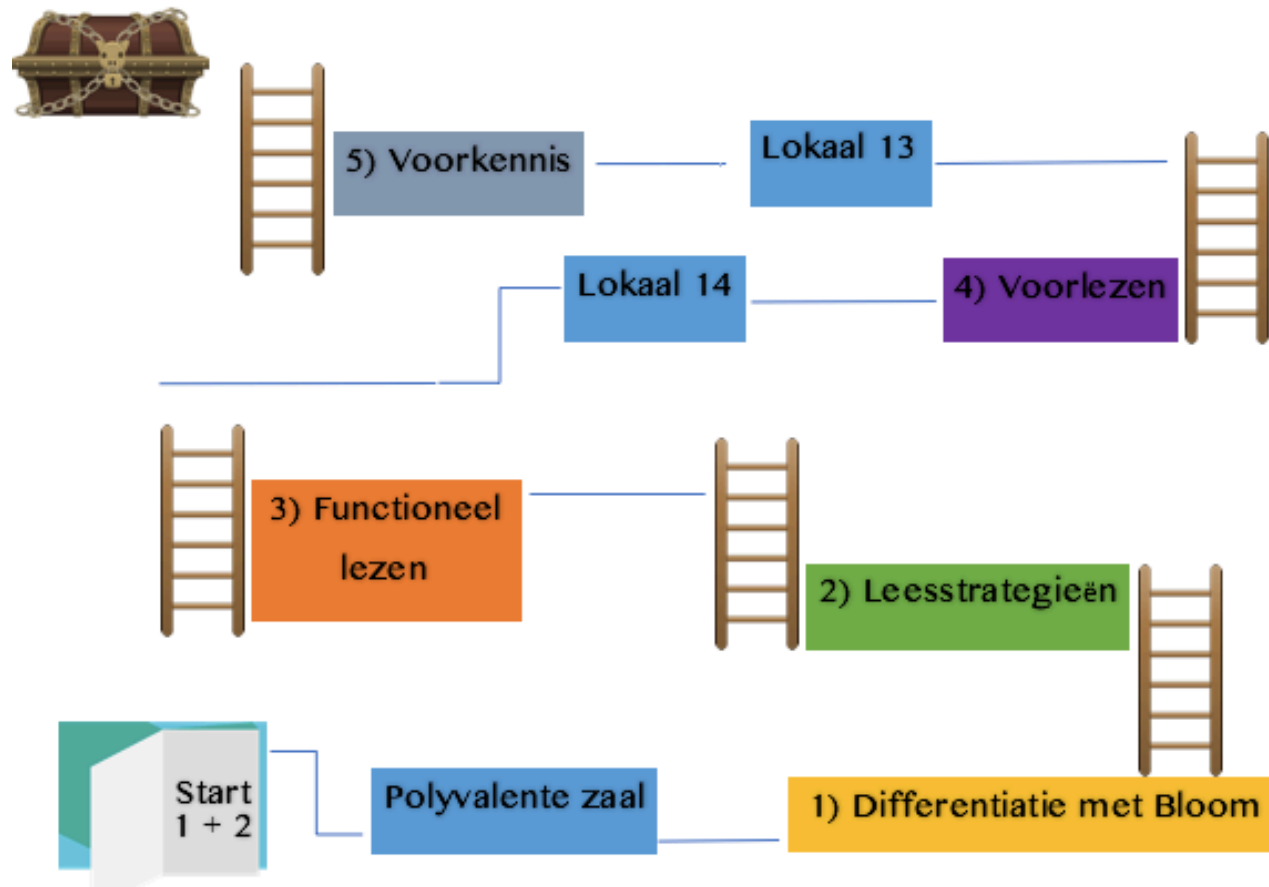 5) Voorkennis
Lokaal 13
Lokaal 14
4) Voorlezen
3) Functioneel
lezen
2) Leesstrategieën
Start
1 + 2
Polyvalente zaal
1) Differentiatie met Bloom